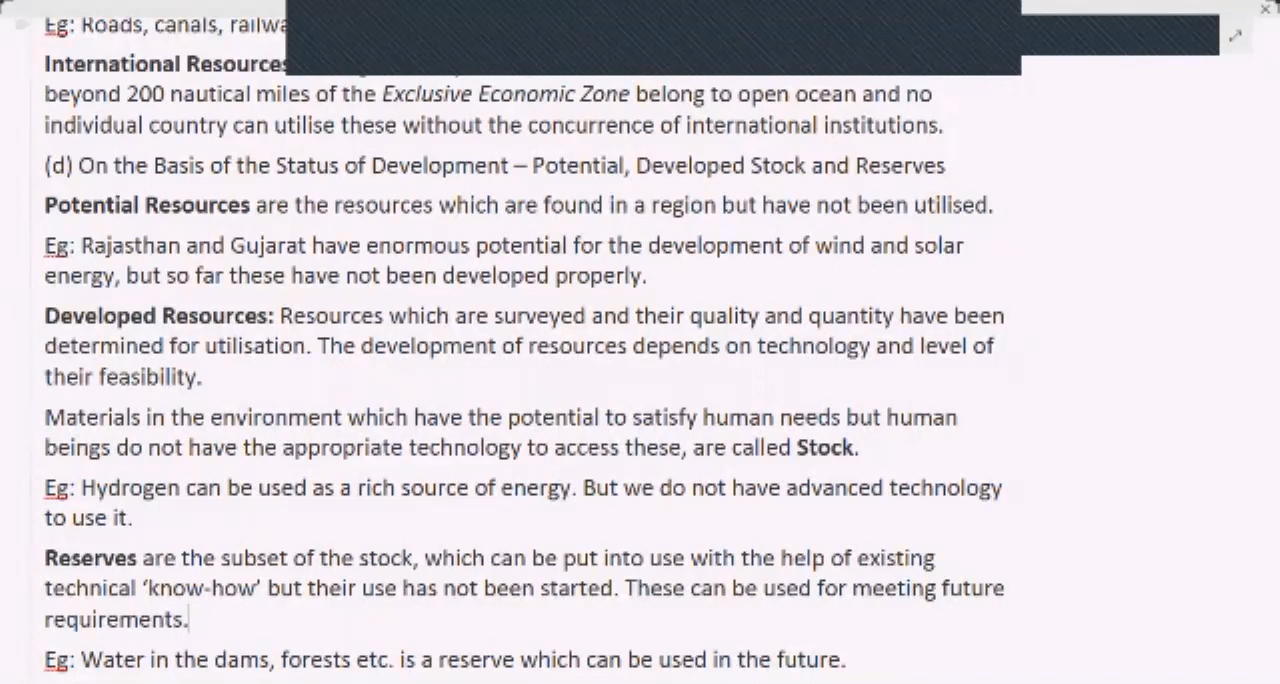 Eg: Roads, canals, railwa
International Resources
beyond 200 nautical miles of the Exclusive Economic Zone belong to open ocean and no
individual country can utilise these without the concurrence of international institutions.
(d) On the Basis of the Status of Development – Potential, Developed Stock and Reserves
Potential Resources are the resources which are found in a region but have not been utilised.
Eg: Rajasthan and Gujarat have enormous potential for the development of wind and solar
energy, but so far these have not been developed properly.
Developed Resources: Resources which are surveyed and their quality and quantity have been
determined for utilisation. The development of resources depends on technology and level of
their feasibility.
Materials in the environment which have the potential to satisfy human needs but human
beings do not have the appropriate technology to access these, are called Stock.
Eg: Hydrogen can be used as a rich source of energy. But we do not have advanced technology
to use it.
Reserves are the subset of the stock, which can be put into use with the help of existing
technical ‘know-how’ but their use has not been started. These can be used for meeting future
requirements.
Eg: Water in the dams, forests etc. is a reserve which can be used in the future.